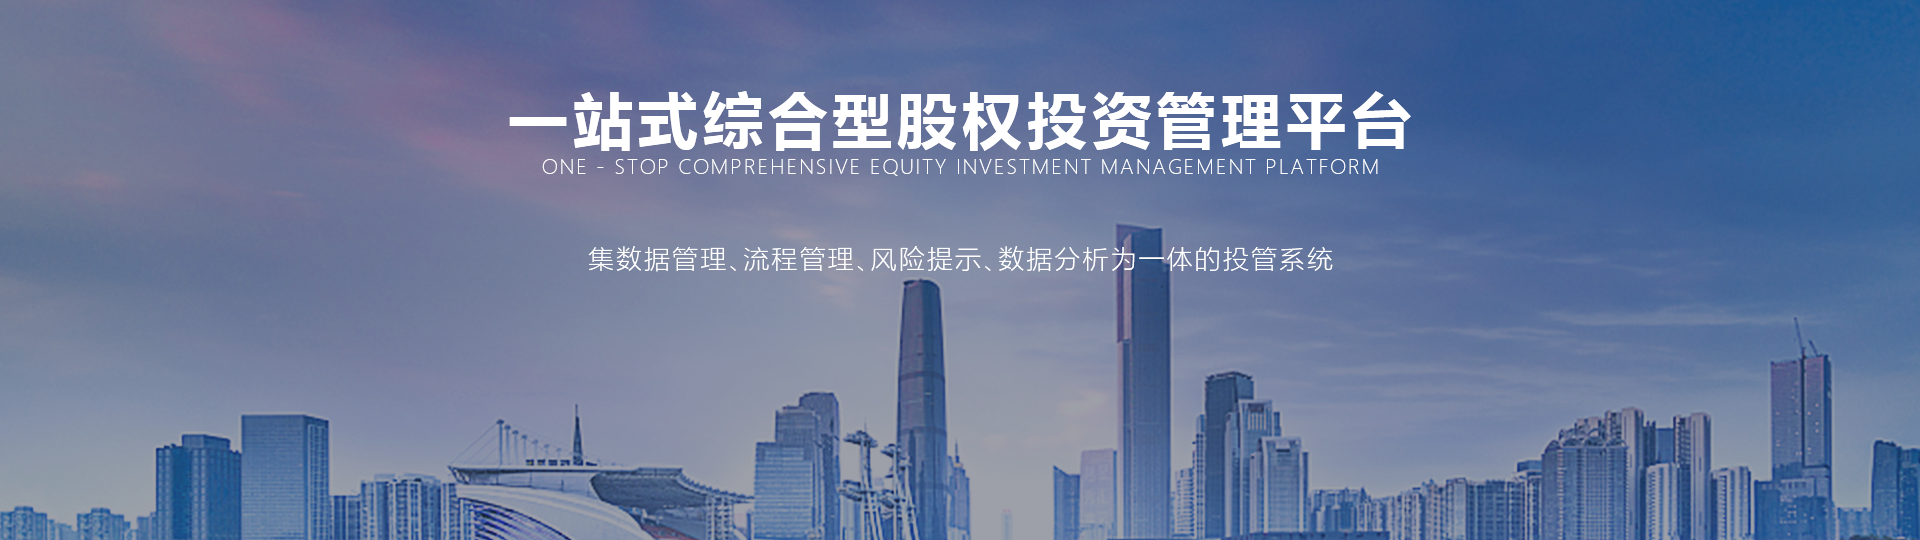 一站式综合型股权投资管理平台
ONE - STOP COMPREHENSIVE EQUITY INVESTMENT MANAGEMENT PLATFORM
集数据管理、流程管理、风险提示、数据分析为一体的投管系统